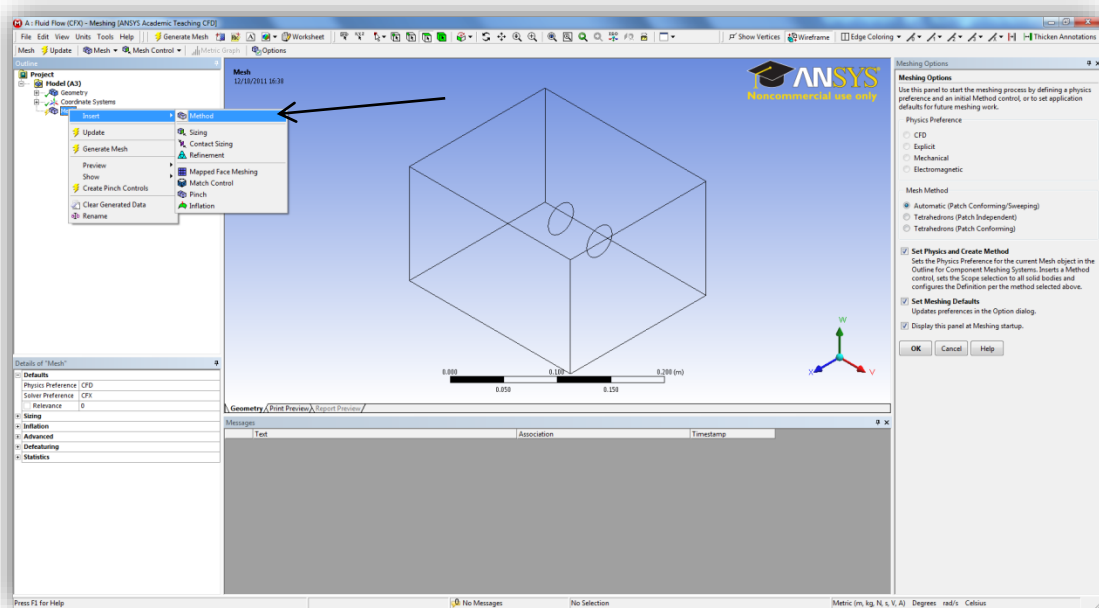 A : Fluid Flow (CFX) - Meshing [ANSYS Academic Teaching CFD]
File Edit View Units Tools Help Generate Mesh Worksheet Show Vertices Wireframe Edge Coloring Thicken Annotations
Mesh Update Mesh Mesh Control Metric Graph Options
Outline
Project
Model (A3)
Geometry
Coordinate Systems
Insert
Update
Generate Mesh
Preview
Show
Create Pinch Controls
Clear Generated Data
Rename
Method
Sizing
Contact Sizing
Refinement
Mapped Face Meshing
Match Control
Pinch
Inflation
Mesh
12/18/2011 16:38
ANSYS
Noncommercial use only
W
X
V
0.000 0.100 0.200 (m)
0.050 0.150
Geometry Print Preview Report Preview
Details of "Mesh"
Defaults
Physics Preference CFD
Solver Preference CFX
Relevance 0
Sizing
Inflation
Advanced
Defeaturing
Statistics
Messages
Text Association Timestamp
Meshing Options
Meshing Options
Use this panel to start the meshing process by defining a physics
preference and an initial Method control, or to set application
defaults for future meshing work.
Physics Preference
CFD
Explicit
Mechanical
Electromagnetic
Mesh Method
Automatic (Patch Conforming/Sweeping)
Tetrahedrons (Patch Independent)
Tetrahedrons (Patch Conforming)
Set Physics and Create Method
Sets the Physics Preference for the current Mesh object in the
Outline for Component Meshing Systems. Inserts a Method
control, sets the Scope selection to all solid bodies and
configures the Definition per the method selected above.
Set Meshing Defaults
Updates preferences in the Option dialog.
Display this panel at Meshing startup.
OK Cancel Help
Press F1 for Help No Messages No Selection Metric (m, kg, N, s, V, A) Degrees rad/s Celsius